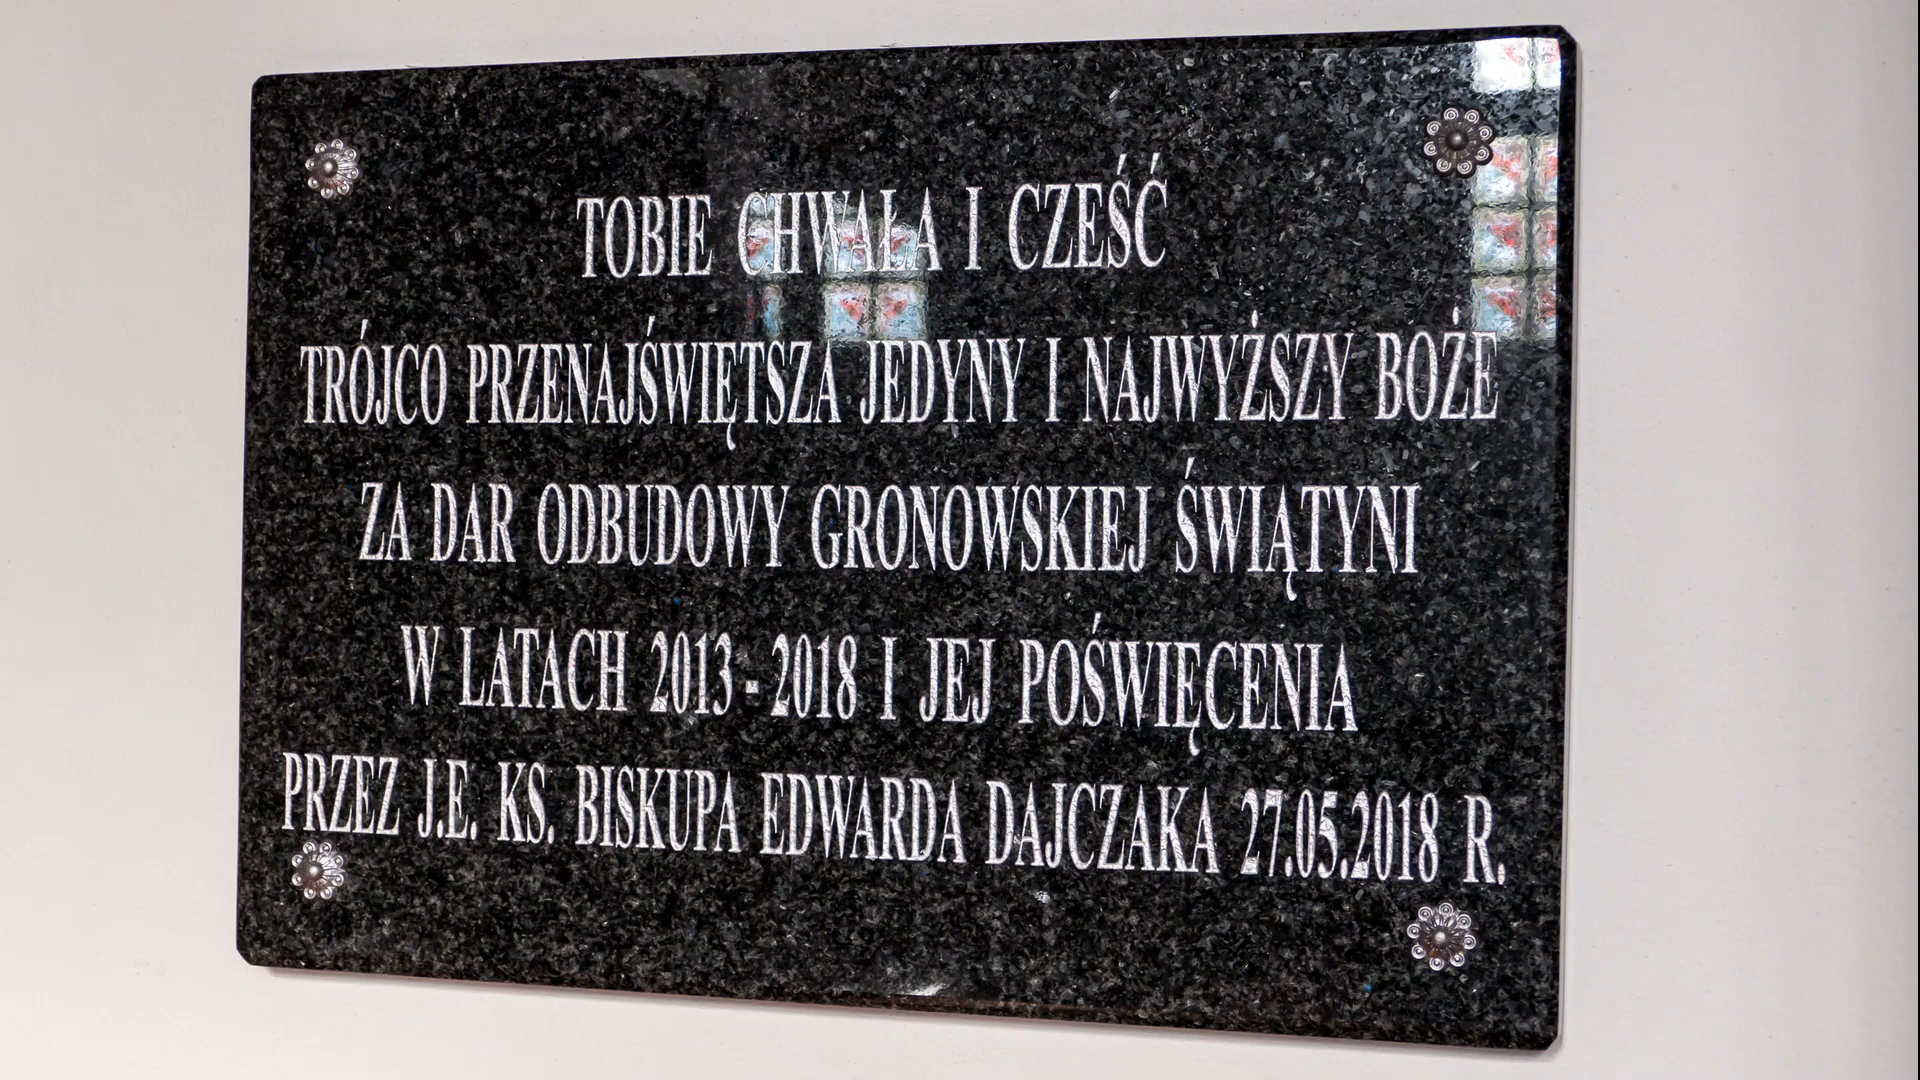 TOBIE CHWAŁA I CZEŚĆ
TRÓJCO PRZENAJŚWIĘTSZA JEDYNY I NAJWYŻSZY BOŻE
ZA DAR ODBUDOWY GRONOWSKIEJ ŚWIĄTYNI
W LATACH 2013 - 2018 I JEJ POŚWIĘCENIA
PRZEZ J.E. KS. BISKUPA EDWARDA DAJCZAKA 27.05.2018 R.